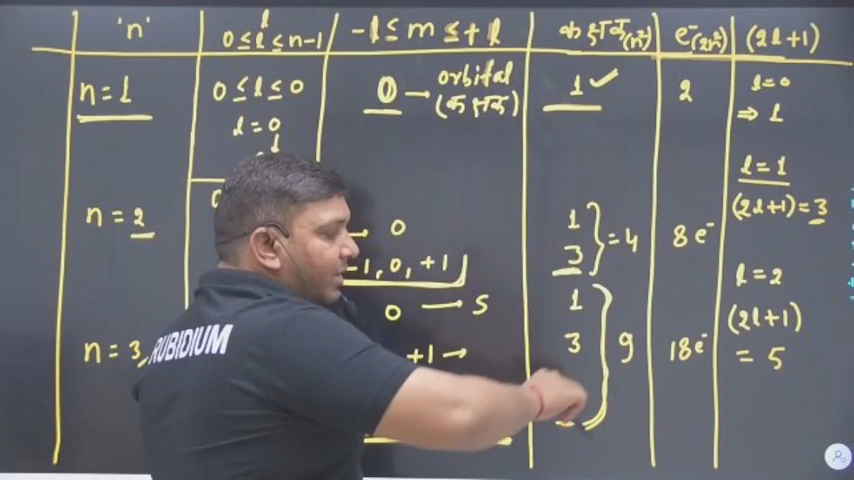 'n'
l
0 ≤ l ≤ n-1
-l ≤ m ≤ +l
कक्षक (n²)
e⁻ (2n²)
(2l+1)
n = 1
0 ≤ l ≤ 0
l = 0
0 → orbital
(कक्षक)
1 ✓
2
l = 0
⇒ 1
n = 2
→ 0
-1, 0, +1
1
3
} = 4
8e⁻
l = 1
(2l+1) = 3
n = 3
0 → S
+1 →
1
3
} 9
18e⁻
l = 2
(2l+1)
= 5
RUBIDIUM